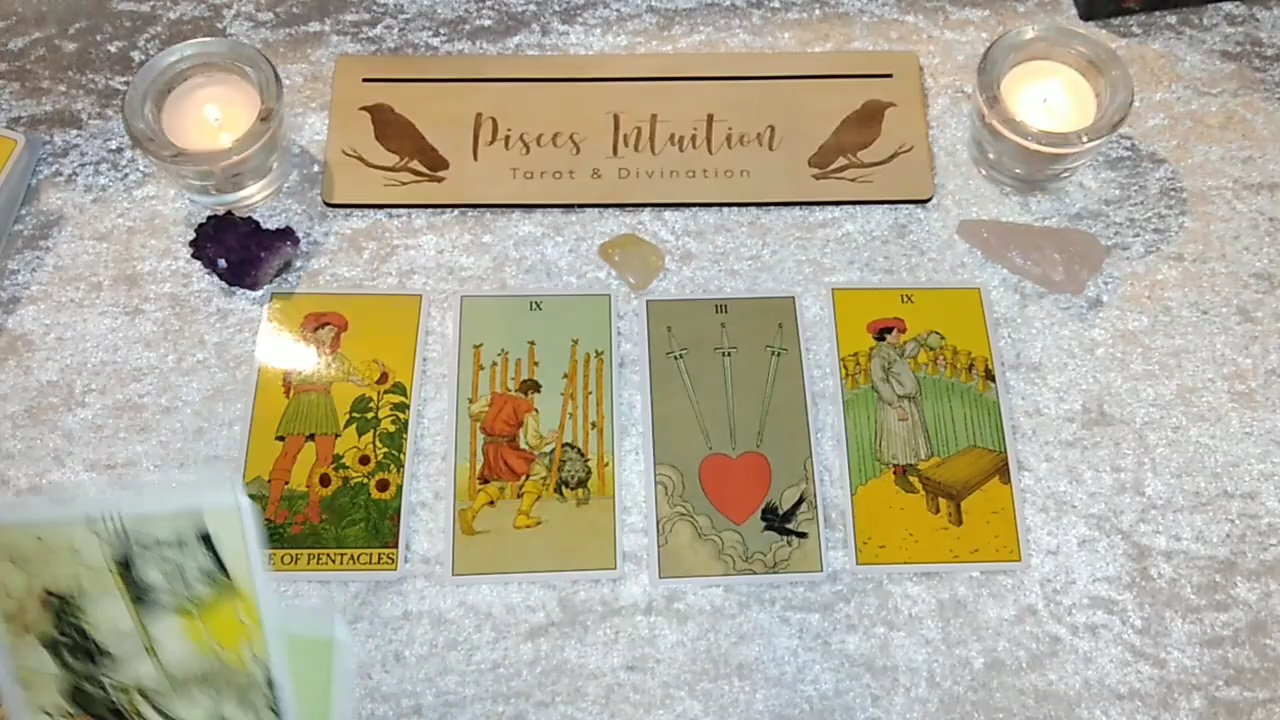 Pisces Intuition
Tarot & Divination
IX
III
IX
E OF PENTACLES